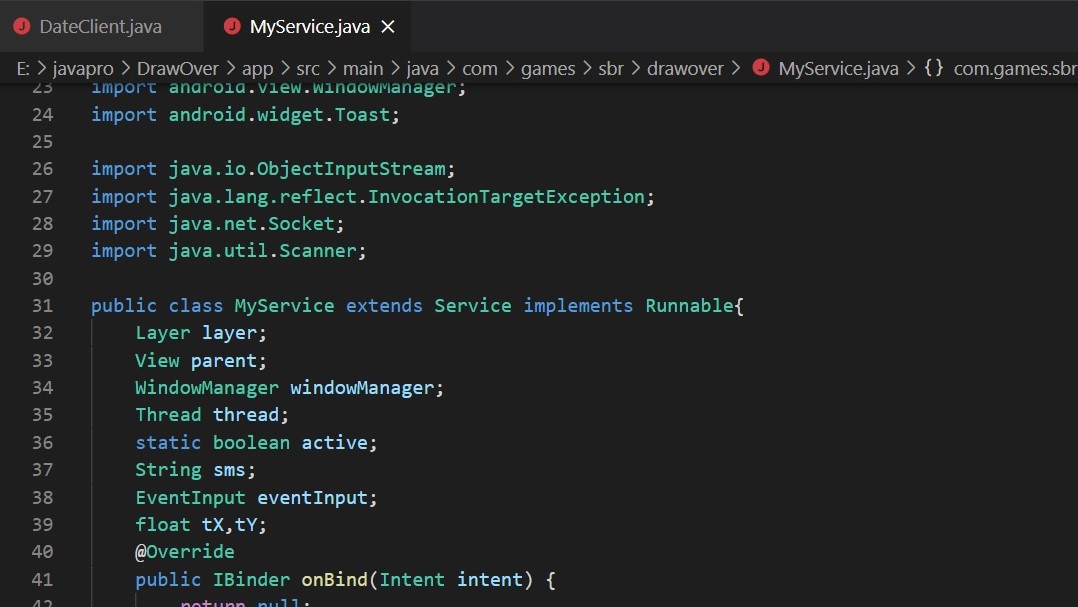 DateClient.java MyService.java
E: > javapro > DrawOver > app > src > main > java > com > games > sbr > drawover > MyService.java > {} com.games.sbr
23 import android.view.WindowManager;
24 import android.widget.Toast;
25
26 import java.io.ObjectInputStream;
27 import java.lang.reflect.InvocationTargetException;
28 import java.net.Socket;
29 import java.util.Scanner;
30
31 public class MyService extends Service implements Runnable{
32 Layer layer;
33 View parent;
34 WindowManager windowManager;
35 Thread thread;
36 static boolean active;
37 String sms;
38 EventInput eventInput;
39 float tX,tY;
40 @Override
41 public IBinder onBind(Intent intent) {
42 return null;